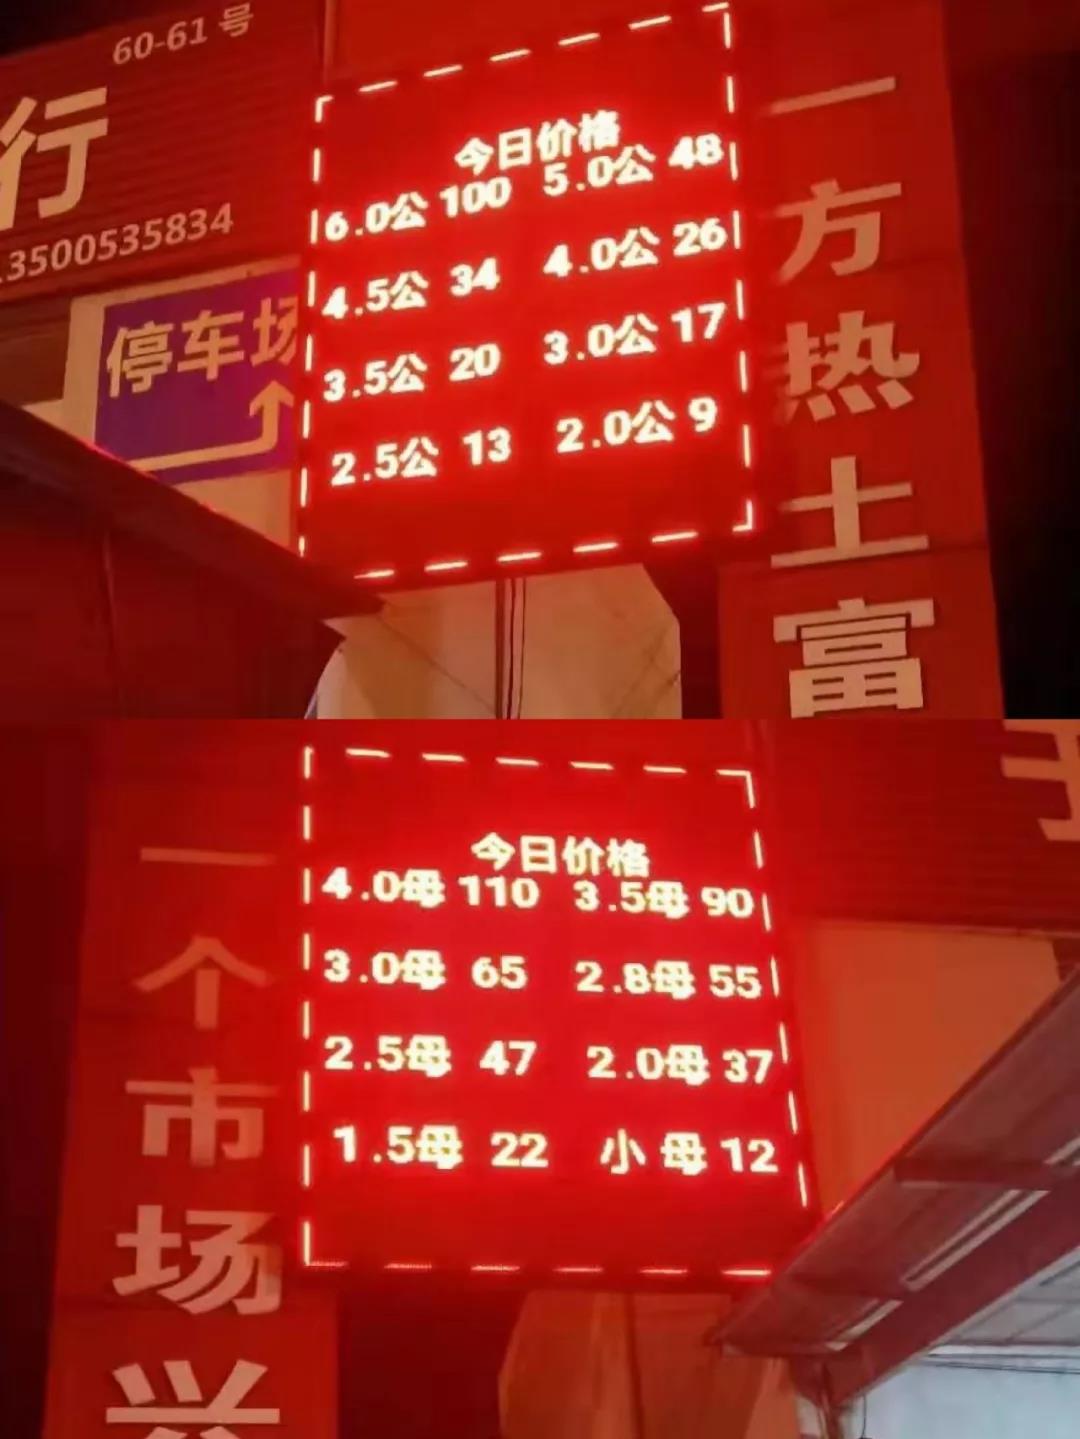 60-61 号
行
13500535834
停车场
今日价格
6.0公 100 5.0公 48
4.5公 34 4.0公 26
3.5公 20 3.0公 17
2.5公 13 2.0公 9
一方热土富
今日价格
4.0母 110 3.5母 90
3.0母 65 2.8母 55
2.5母 47 2.0母 37
1.5母 22 小 母 12
一个市场兴